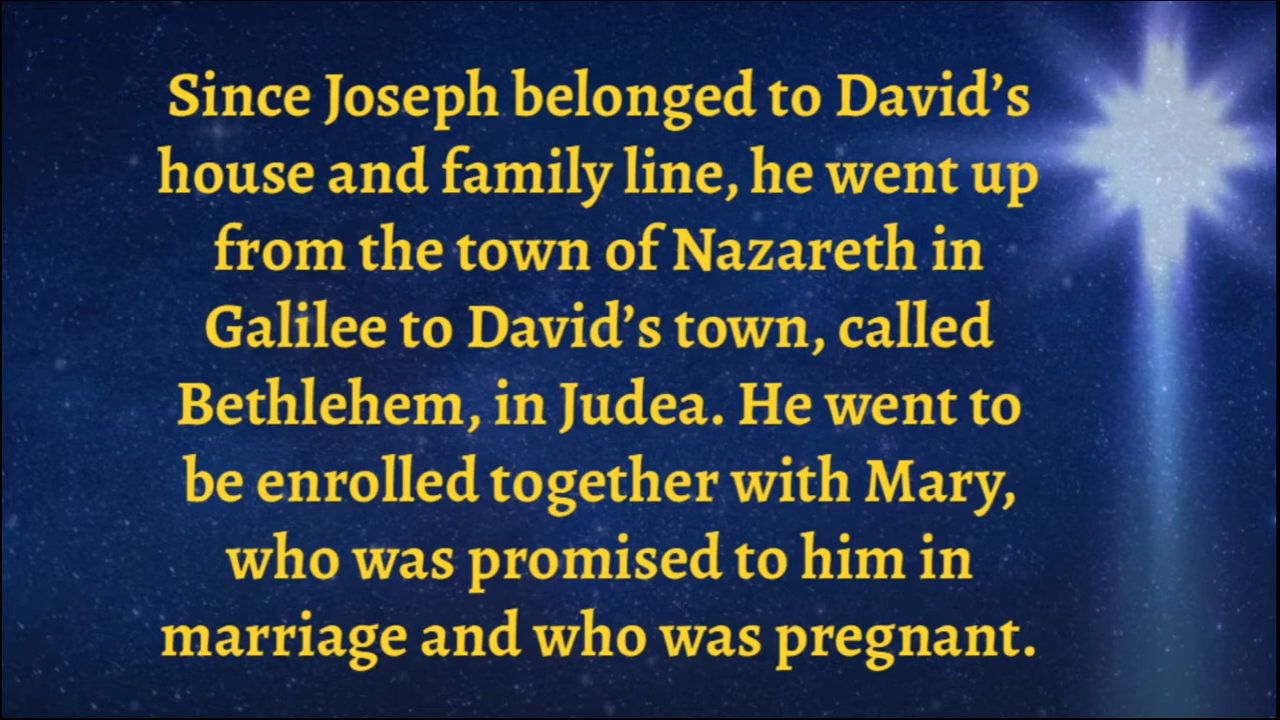 Since Joseph belonged to David’s
house and family line, he went up
from the town of Nazareth in
Galilee to David’s town, called
Bethlehem, in Judea. He went to
be enrolled together with Mary,
who was promised to him in
marriage and who was pregnant.